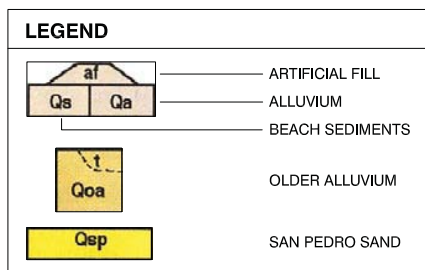 LEGEND
af
ARTIFICIAL FILL
Qs Qa
ALLUVIUM
BEACH SEDIMENTS
t
Qoa
OLDER ALLUVIUM
Qsp
SAN PEDRO SAND